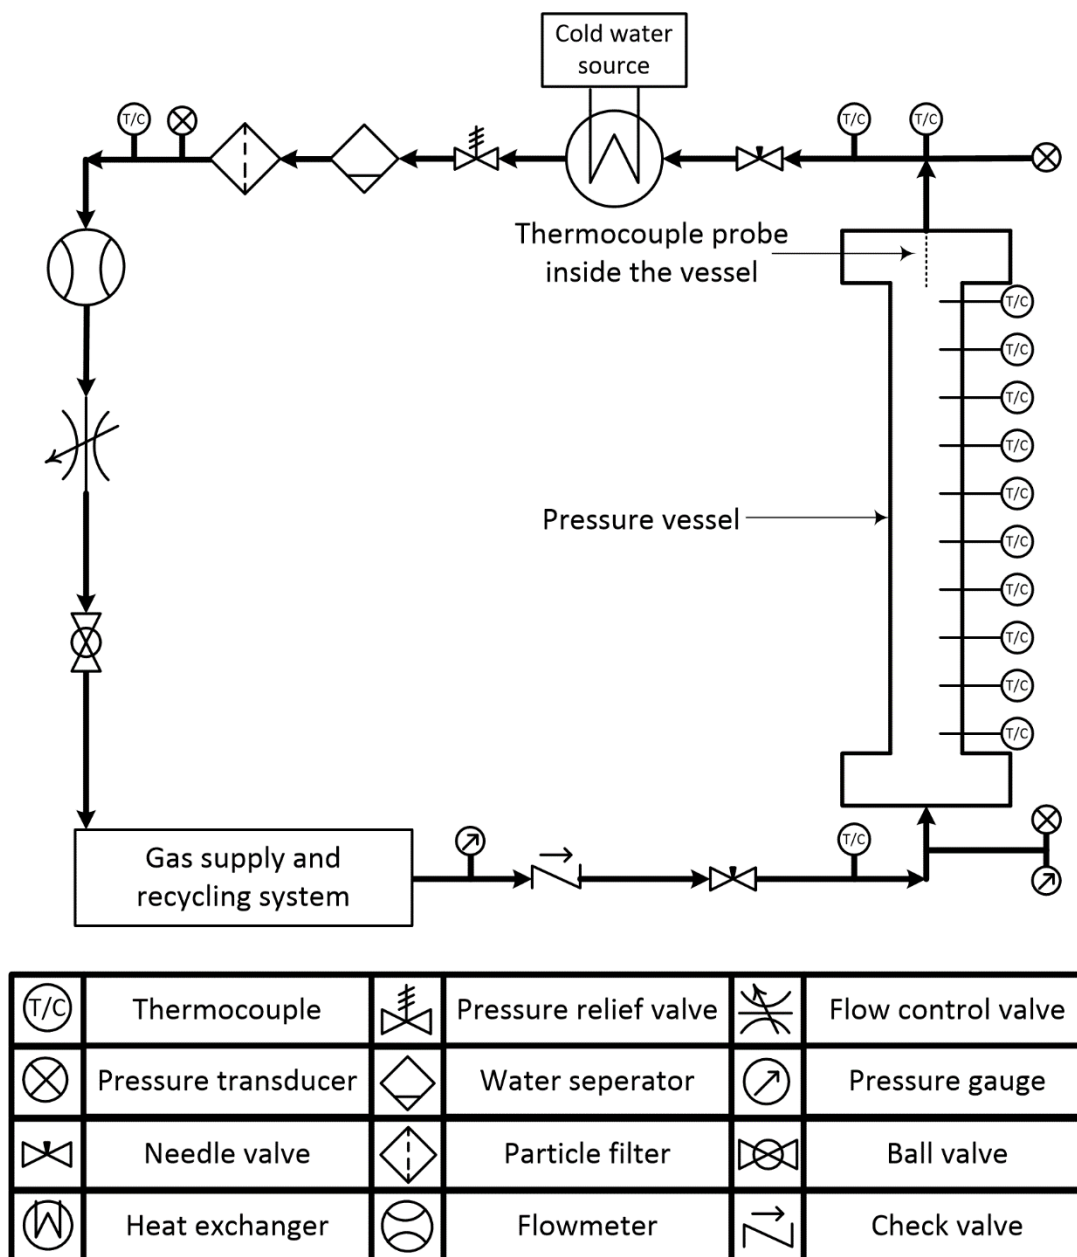 Cold water
source
T/C
T/C
T/C
Thermocouple probe
inside the vessel
T/C
T/C
T/C
T/C
T/C
Pressure vessel
T/C
T/C
T/C
T/C
T/C
Gas supply and
recycling system
T/C
T/C Thermocouple Pressure relief valve Flow control valve
Pressure transducer Water seperator Pressure gauge
Needle valve Particle filter Ball valve
Heat exchanger Flowmeter Check valve